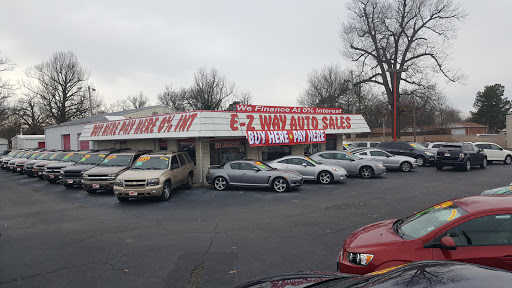 We Finance At 0% Interest
E-Z WAY AUTO SALES
BUY HERE PAY HERE 0% INT
BUY HERE - PAY HERE